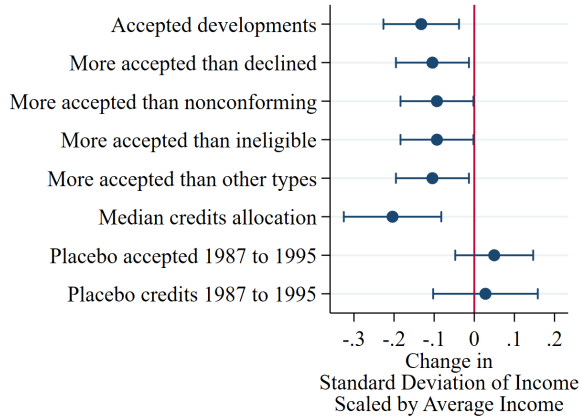 Accepted developments
More accepted than declined
More accepted than nonconforming
More accepted than ineligible
More accepted than other types
Median credits allocation
Placebo accepted 1987 to 1995
Placebo credits 1987 to 1995
-.3 -.2 -.1 0 .1 .2
Change in
Standard Deviation of Income
Scaled by Average Income